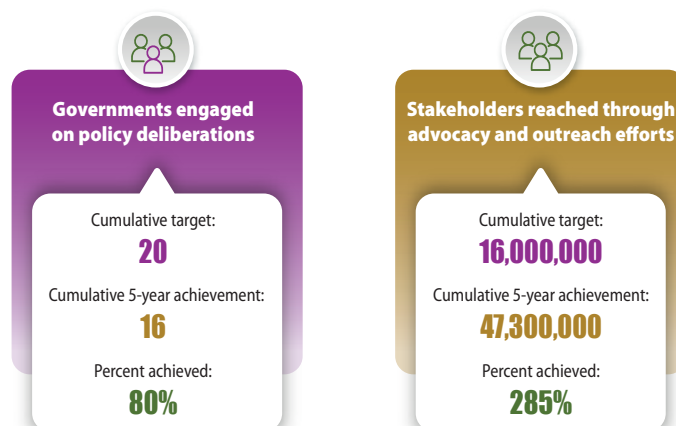 Governments engaged
on policy deliberations
Cumulative target:
20
Cumulative 5-year achievement:
16
Percent achieved:
80%
Stakeholders reached through
advocacy and outreach efforts
Cumulative target:
16,000,000
Cumulative 5-year achievement:
47,300,000
Percent achieved:
285%